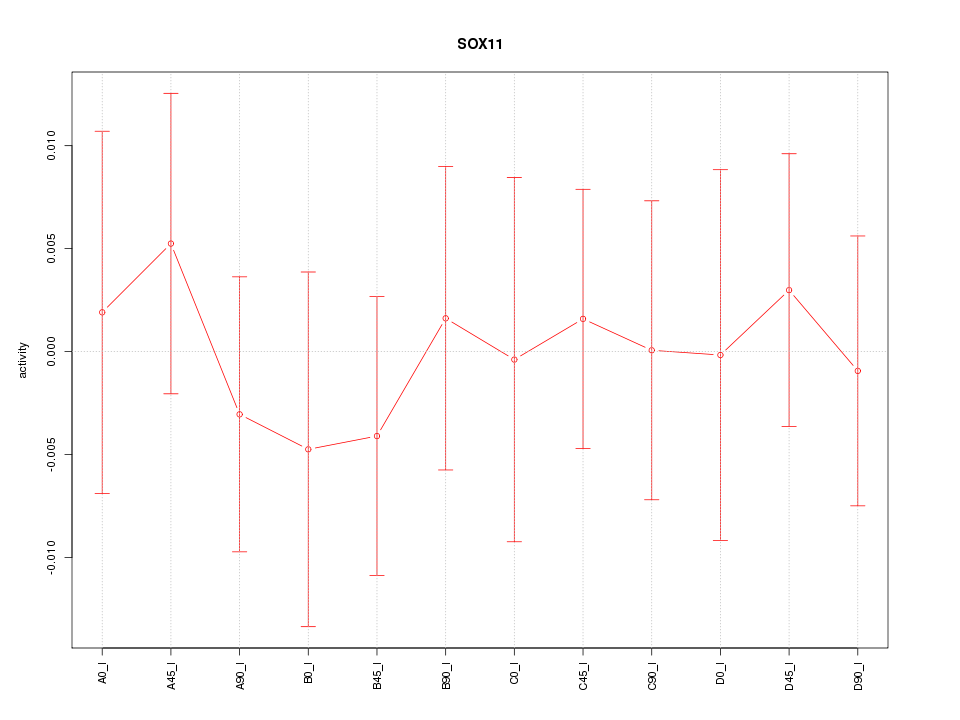 SOX11
activity
0.010
0.005
0.000
-0.005
-0.010
A0_I
A45_I
A90_I
B0_I
B45_I
B90_I
C0_I
C45_I
C90_I
D0_I
D45_I
D90_I